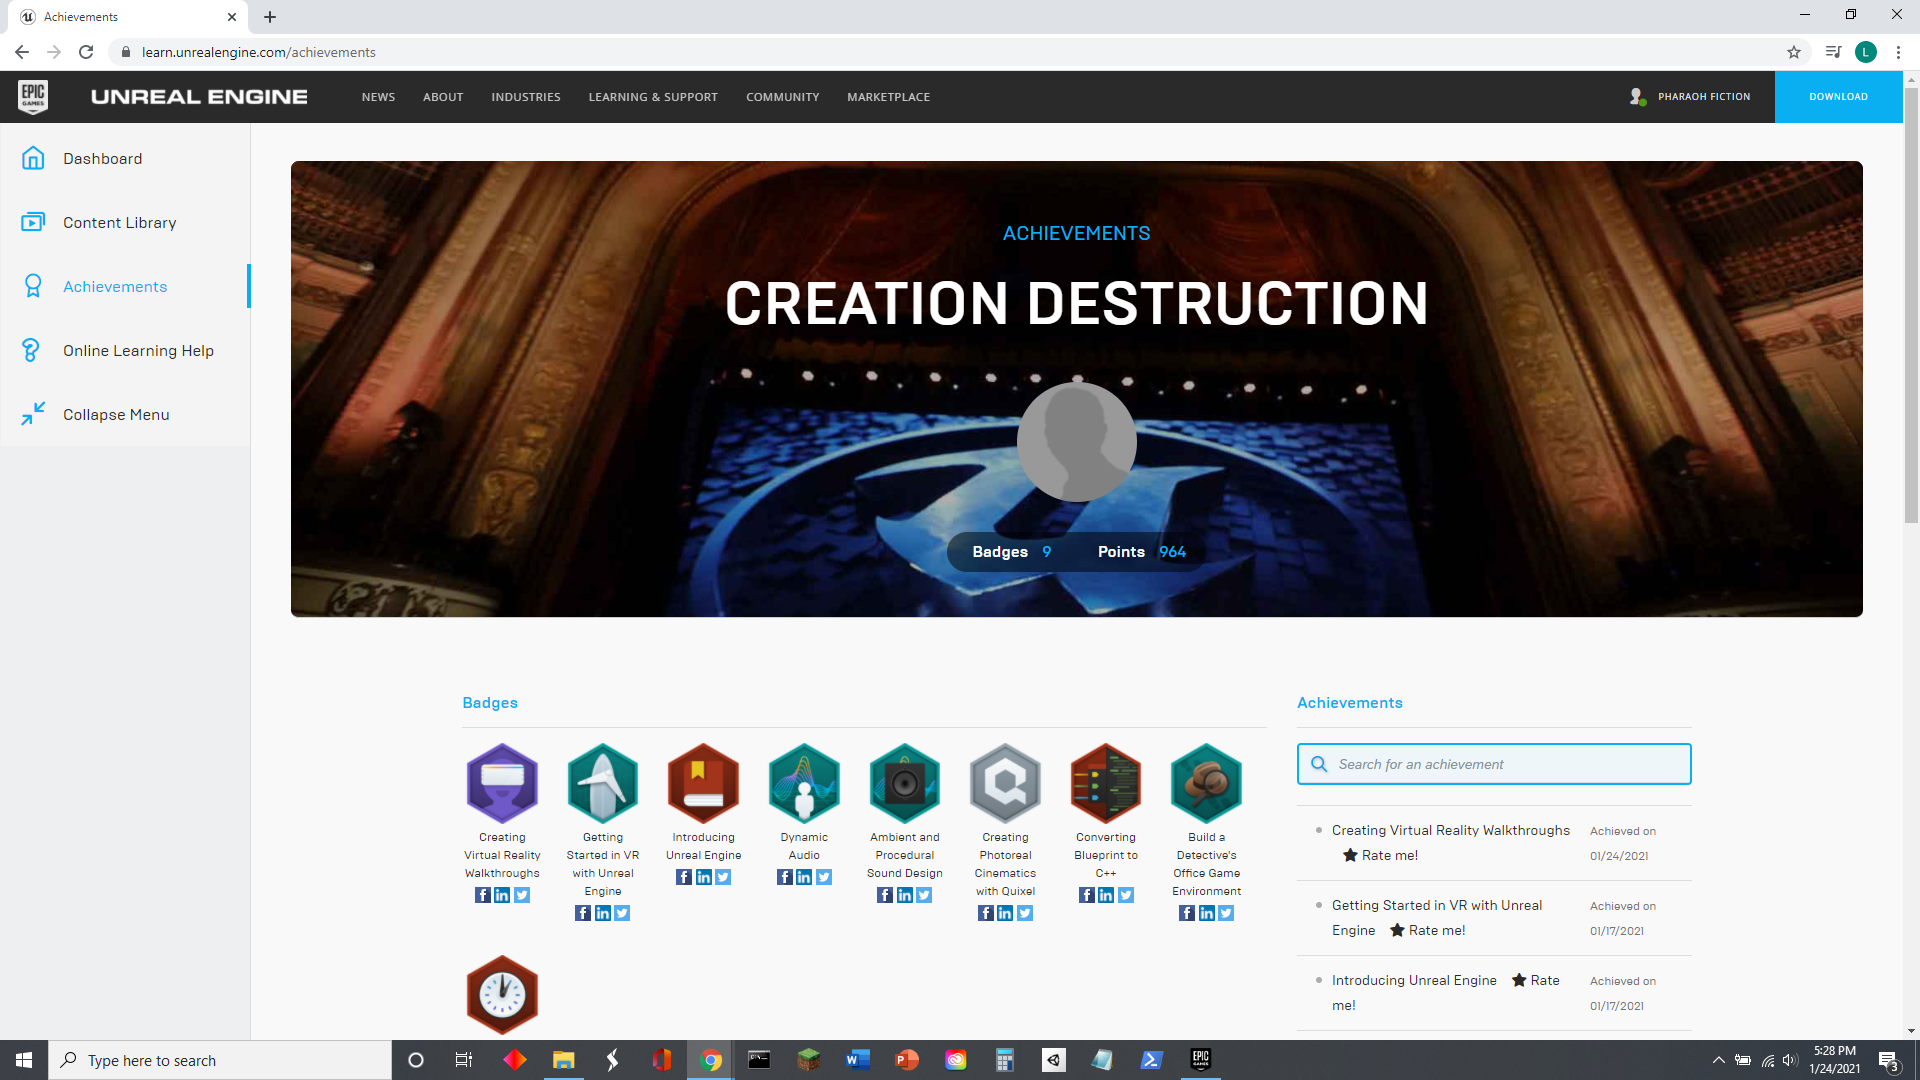 Achievements
learn.unrealengine.com/achievements
L
EPIC
GAMES
UNREAL ENGINE
NEWS
ABOUT
INDUSTRIES
LEARNING & SUPPORT
COMMUNITY
MARKETPLACE
PHARAOH FICTION
DOWNLOAD
Dashboard
Content Library
Achievements
Online Learning Help
Collapse Menu
ACHIEVEMENTS
CREATION DESTRUCTION
Badges 9 Points 964
Badges
Creating
Virtual Reality
Walkthroughs
Getting
Started in VR
with Unreal
Engine
Introducing
Unreal Engine
Dynamic
Audio
Ambient and
Procedural
Sound Design
Creating
Photoreal
Cinematics
with Quixel
Converting
Blueprint to
C++
Build a
Detective's
Office Game
Environment
Achievements
Search for an achievement
Creating Virtual Reality Walkthroughs
Rate me!
Achieved on
01/24/2021
Getting Started in VR with Unreal
Engine Rate me!
Achieved on
01/17/2021
Introducing Unreal Engine Rate
me!
Achieved on
01/17/2021
Type here to search
5:28 PM
1/24/2021
3